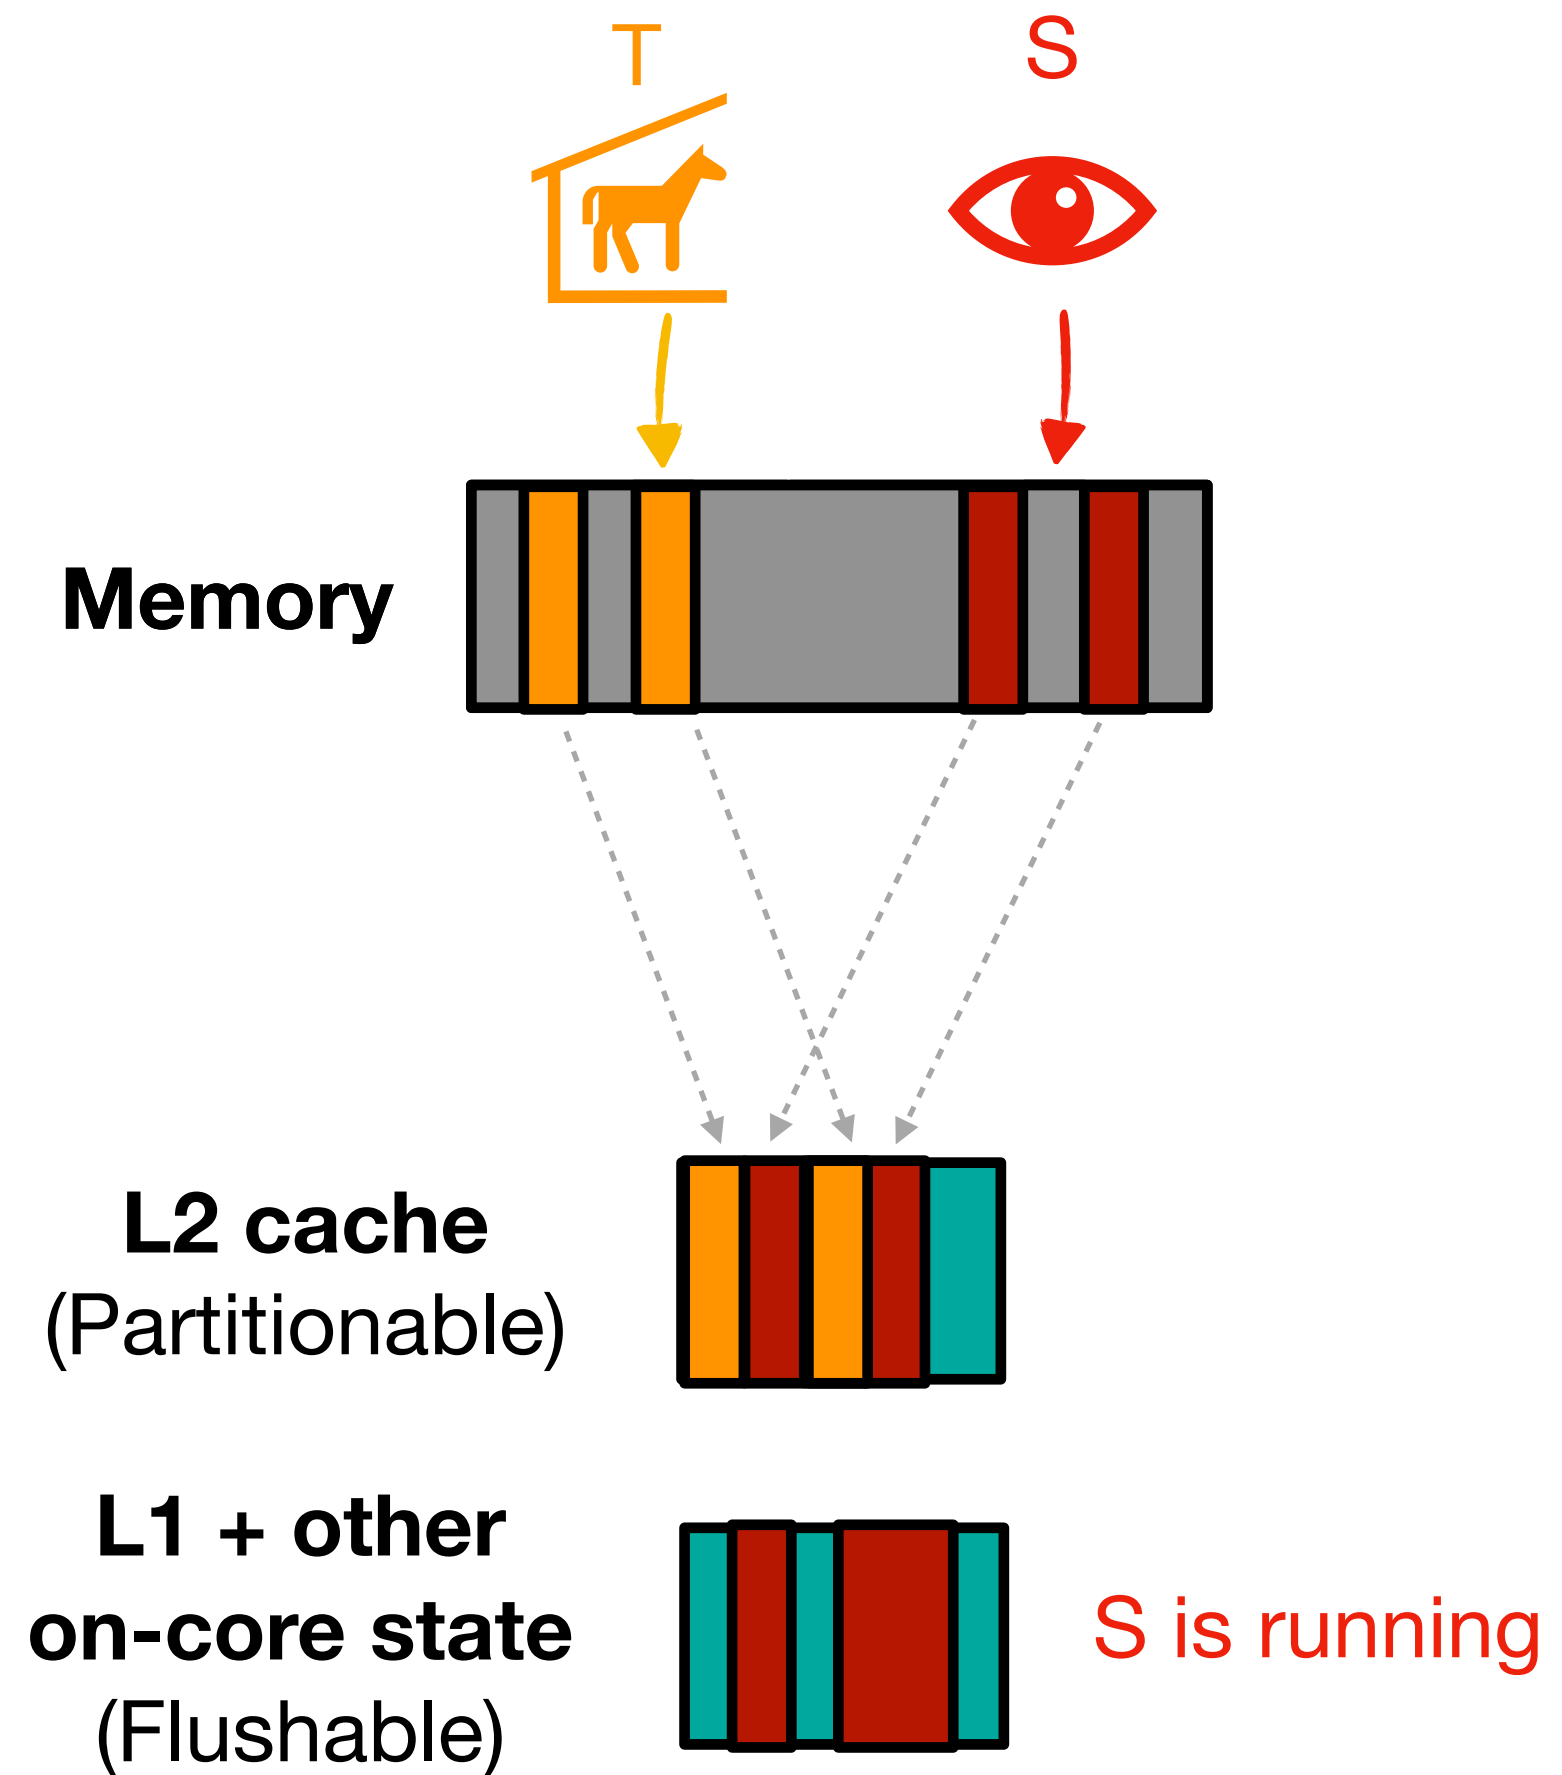 T
S
Memory
L2 cache
(Partitionable)
L1 + other
on-core state
(Flushable)
S is running